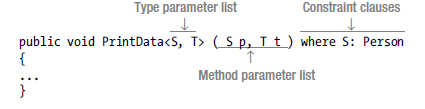 Type parameter list Constraint clauses
public void PrintData<S, T> ( S p, T t ) where S: Person
{
Method parameter list
...
}